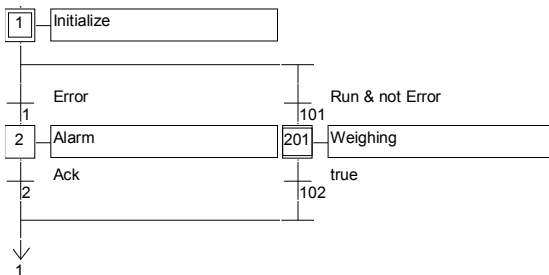 1 Initialize
Error Run & not Error
1 101
2 Alarm 201 Weighing
Ack true
2 102
1